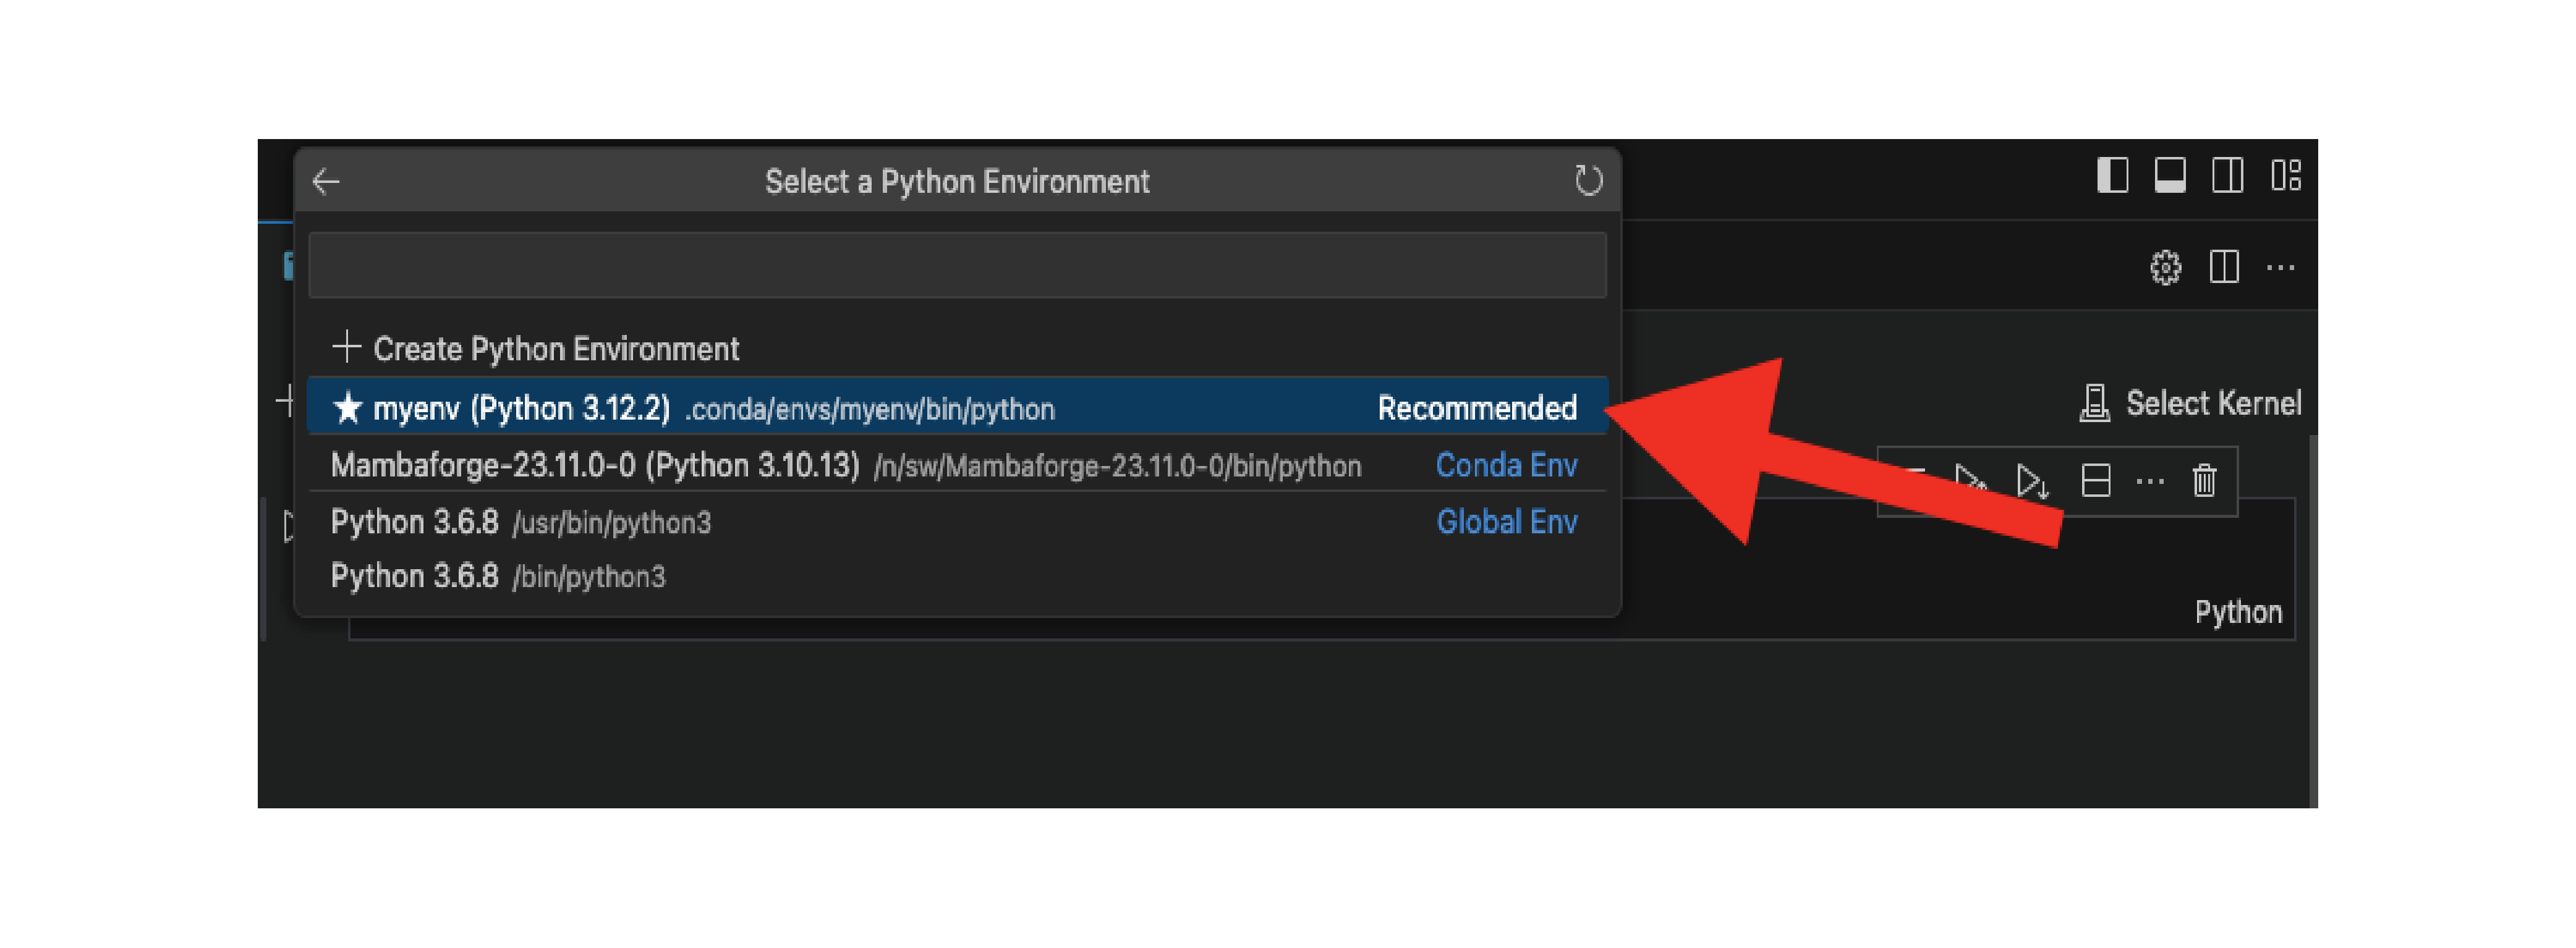 Select a Python Environment
Create Python Environment
myenv (Python 3.12.2) .conda/envs/myenv/bin/python Recommended
Select Kernel
Mambaforge-23.11.0-0 (Python 3.10.13) /n/sw/Mambaforge-23.11.0-0/bin/python Conda Env
Python 3.6.8 /usr/bin/python3 Global Env
Python 3.6.8 /bin/python3
Python